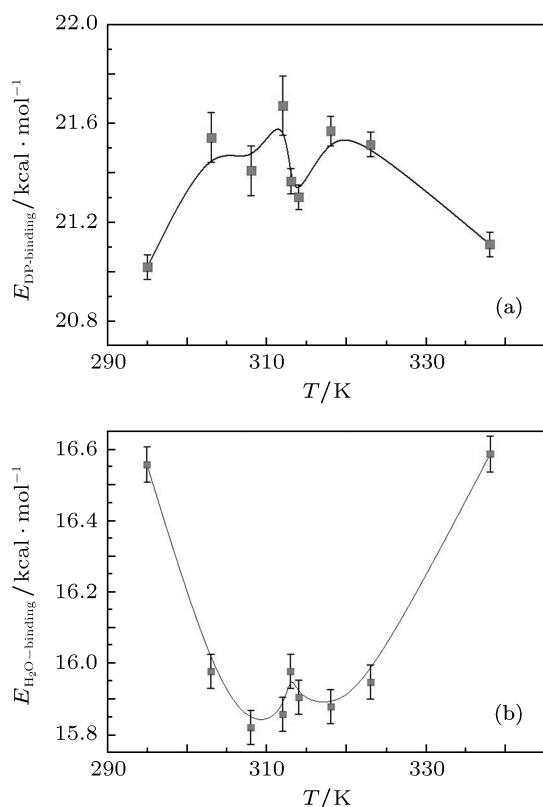 22.0
21.6
21.2
20.8
E_DP-binding/kcal · mol⁻¹
(a)
290
310
330
T/K
16.6
16.4
16.2
16.0
15.8
E_H₂O−binding/kcal · mol⁻¹
(b)
290
310
330
T/K